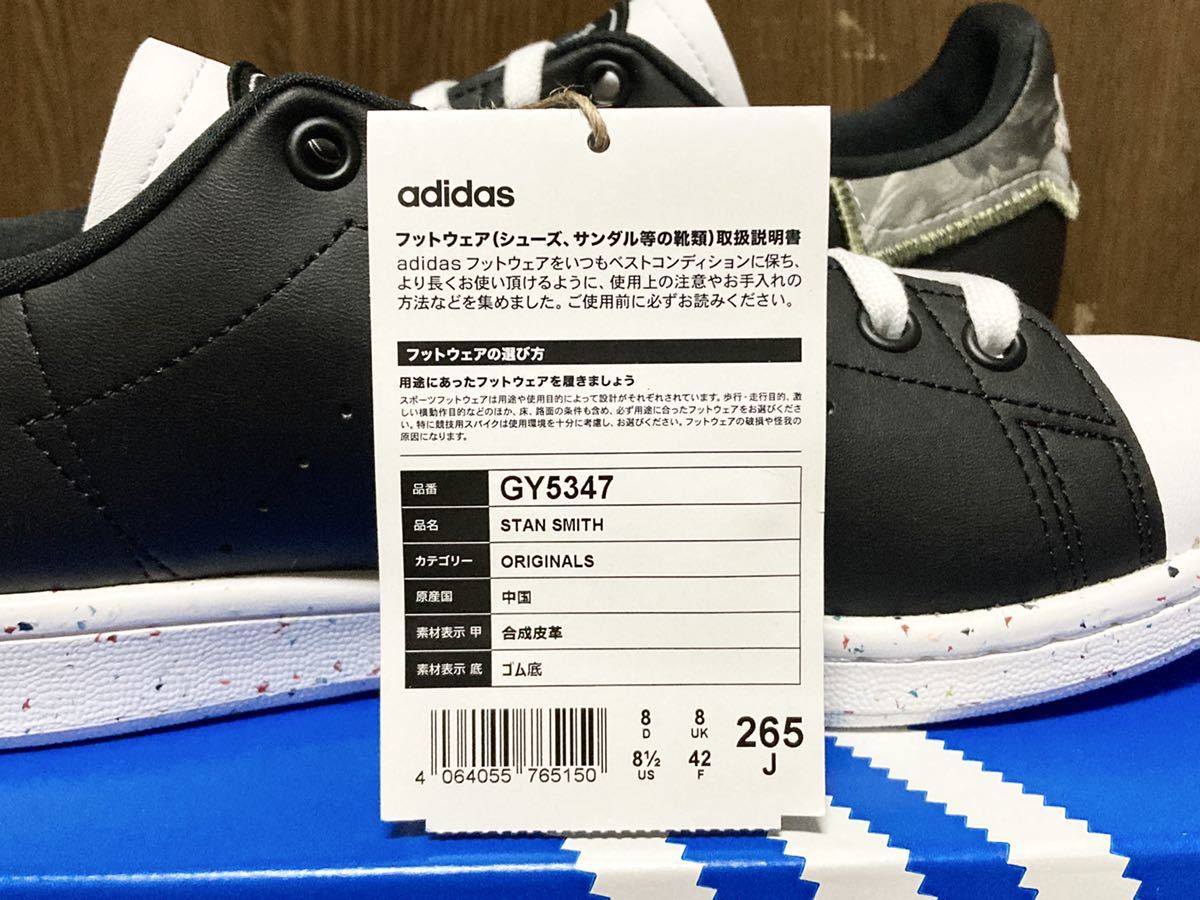 adidas
フットウェア(シューズ、サンダル等の靴類)取扱説明書
adidas フットウェアをいつもベストコンディションに保ち、
より長くお使い頂けるように、使用上の注意やお手入れの
方法などを集めました。ご使用前に必ずお読みください。
フットウェアの選び方
用途にあったフットウェアを履きましょう
スポーツフットウェアは用途や使用目的によって設計がそれぞれされています。歩行・走行目的、激
しい横動作目的などのほか、床、路面の条件も含め、必ず用途に合ったフットウェアをお選びくださ
い。特に競技用スパイクは使用環境を十分に考慮し、お選びください。フットウェアの破損や怪我の
原因になります。
品番 GY5347
品名 STAN SMITH
カテゴリー ORIGINALS
原産国 中国
素材表示 甲 合成皮革
素材表示 底 ゴム底
8 D 8 UK 265 J
8½ US 42 F
4 064055 765150